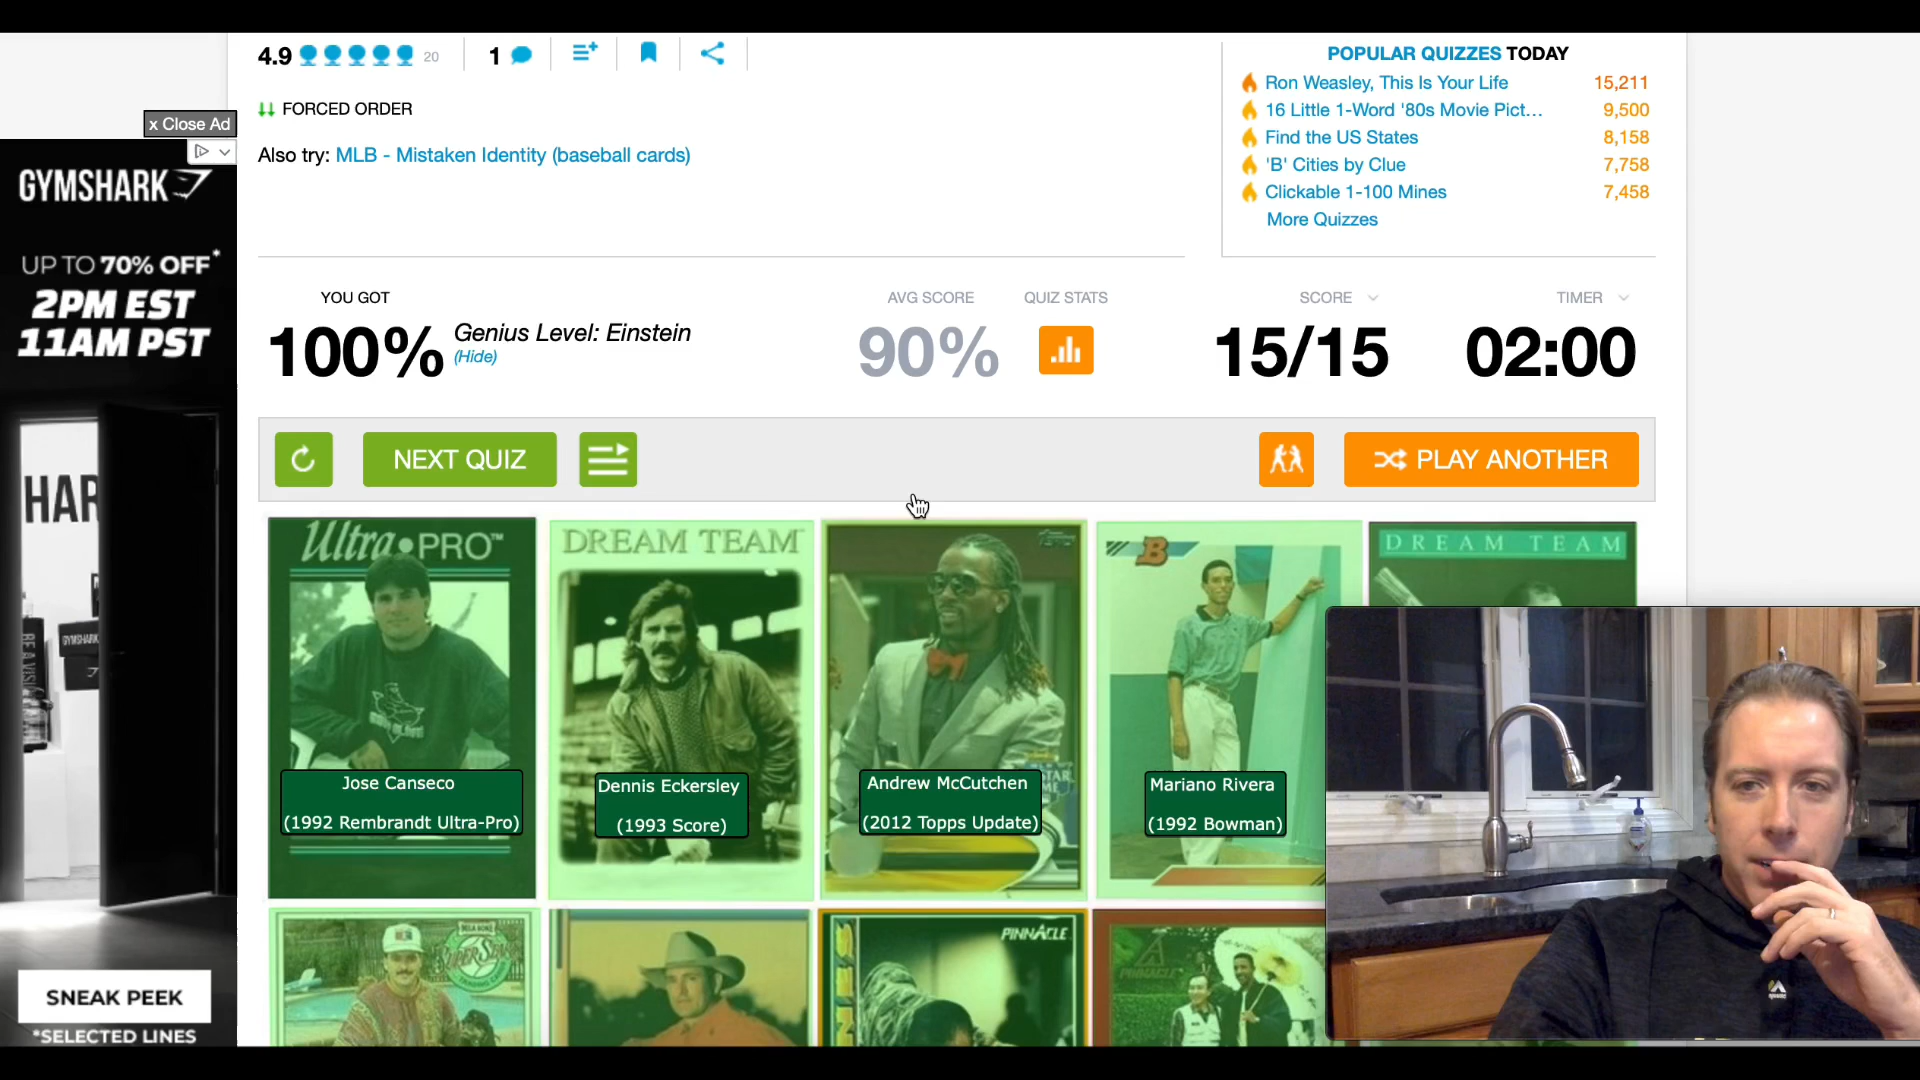 4.9
20
1
FORCED ORDER
Also try: MLB - Mistaken Identity (baseball cards)
POPULAR QUIZZES TODAY
Ron Weasley, This Is Your Life 15,211
16 Little 1-Word '80s Movie Pict... 9,500
Find the US States 8,158
'B' Cities by Clue 7,758
Clickable 1-100 Mines 7,458
More Quizzes
x Close Ad
GYMSHARK
UP TO 70% OFF*
2PM EST
11AM PST
HAR
GYMSHARK
SNEAK PEEK
*SELECTED LINES
YOU GOT
100%
Genius Level: Einstein
(Hide)
AVG SCORE
90%
QUIZ STATS
SCORE
15/15
TIMER
02:00
NEXT QUIZ
PLAY ANOTHER
Ultra•PRO™
Jose Canseco
(1992 Rembrandt Ultra-Pro)
DREAM TEAM
Dennis Eckersley
(1993 Score)
Andrew McCutchen
(2012 Topps Update)
B
Mariano Rivera
(1992 Bowman)
DREAM TEAM
PINNACLE
PINNACLE